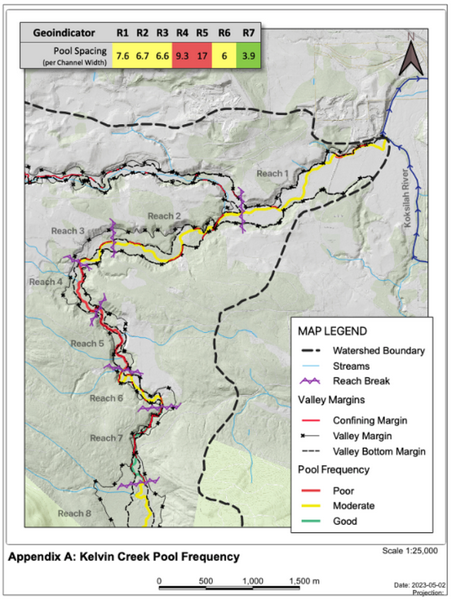 Geoindicator R1 R2 R3 R4 R5 R6 R7
Pool Spacing
(per Channel Width) 7.6 6.7 6.6 9.3 17 6 3.9
N
Reach 1
Koksilah River
Reach 2
Reach 3
Reach 4
Reach 5
Reach 6
Reach 7
Reach 8
MAP LEGEND
Watershed Boundary
Streams
Reach Break
Valley Margins
Confining Margin
Valley Margin
Valley Bottom Margin
Pool Frequency
Poor
Moderate
Good
Appendix A: Kelvin Creek Pool Frequency
Scale 1:25,000
0 500 1,000 1,500 m
Date: 2023-05-02
Projection: